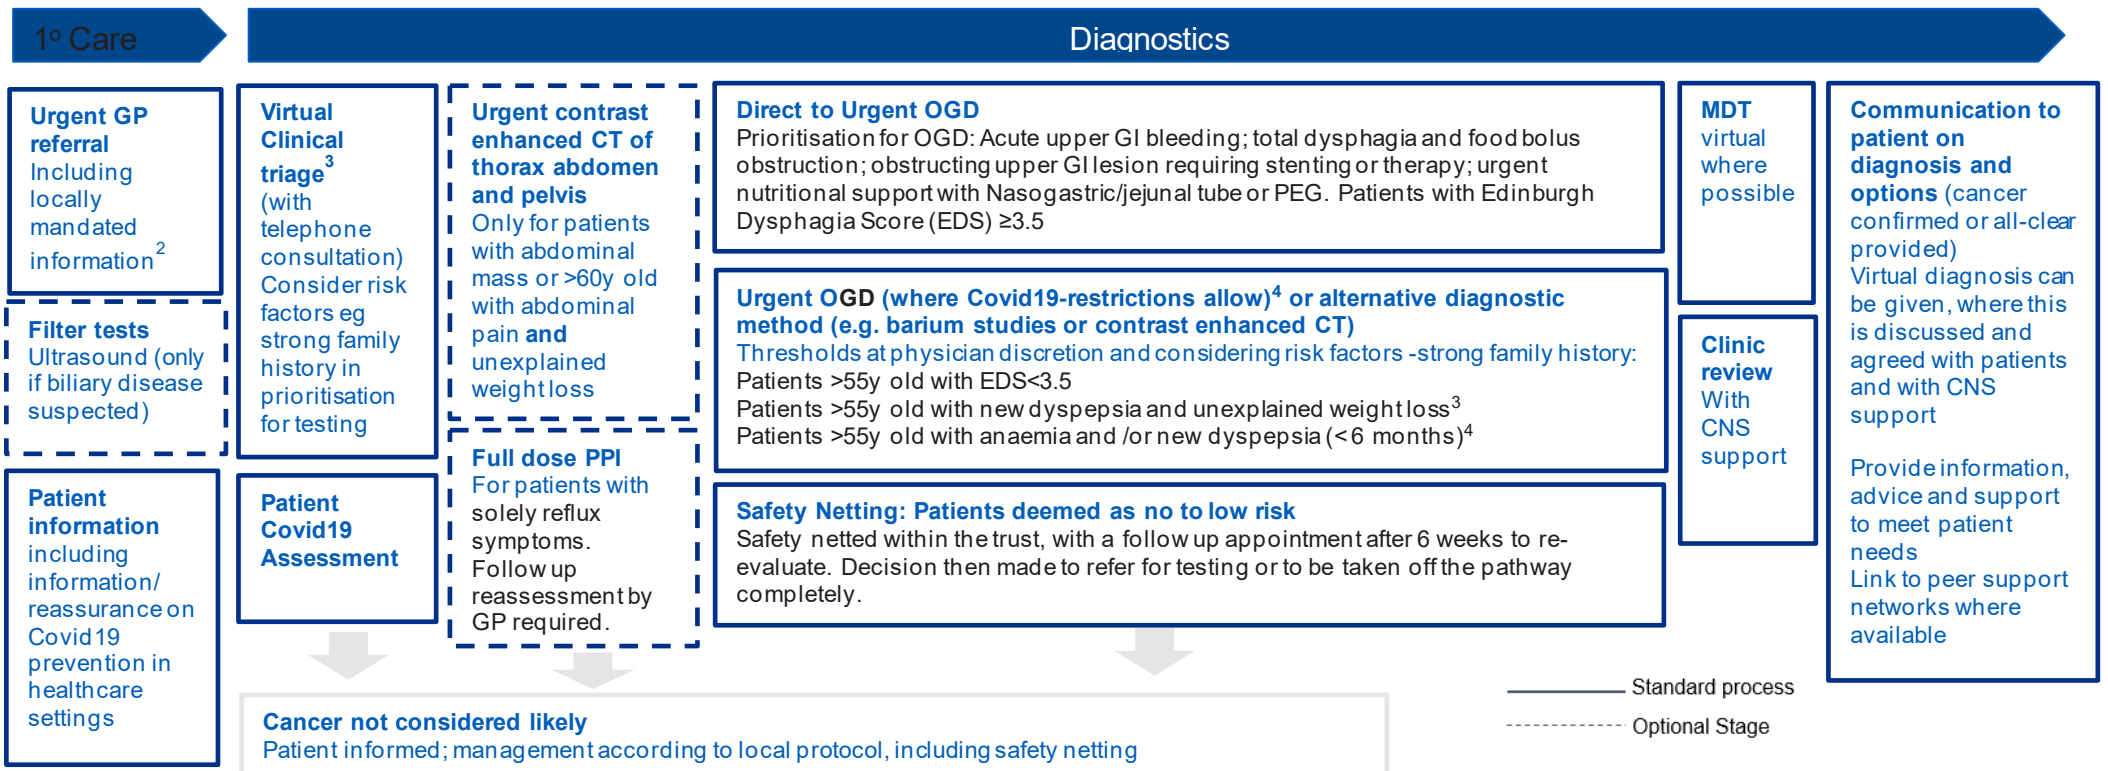 1º Care
Diagnostics
Urgent GP
referral
Including
locally
mandated
information2
Filter tests
Ultrasound (only
if biliary disease
suspected)
Patient
information
including
information/
reassurance on
Covid19
prevention in
healthcare
settings
Virtual
Clinical
triage3
(with
telephone
consultation)
Consider risk
factors eg
strong family
history in
prioritisation
for testing
Patient
Covid19
Assessment
Urgent contrast
enhanced CT of
thorax abdomen
and pelvis
Only for patients
with abdominal
mass or >60y old
with abdominal
pain and
unexplained
weight loss
Full dose PPI
For patients with
solely reflux
symptoms.
Follow up
reassessment by
GP required.
Direct to Urgent OGD
Prioritisation for OGD: Acute upper GI bleeding; total dysphagia and food bolus
obstruction; obstructing upper GI lesion requiring stenting or therapy; urgent
nutritional support with Nasogastric/jejunal tube or PEG. Patients with Edinburgh
Dysphagia Score (EDS) ≥3.5
Urgent OGD (where Covid19-restrictions allow)4 or alternative diagnostic
method (e.g. barium studies or contrast enhanced CT)
Thresholds at physician discretion and considering risk factors -strong family history:
Patients >55y old with EDS<3.5
Patients >55y old with new dyspepsia and unexplained weight loss3
Patients >55y old with anaemia and /or new dyspepsia (<6 months)4
Safety Netting: Patients deemed as no to low risk
Safety netted within the trust, with a follow up appointment after 6 weeks to re-
evaluate. Decision then made to refer for testing or to be taken off the pathway
completely.
MDT
virtual
where
possible
Clinic
review
With
CNS
support
Communication to
patient on
diagnosis and
options (cancer
confirmed or all-clear
provided)
Virtual diagnosis can
be given, where this
is discussed and
agreed with patients
and with CNS
support
Provide information,
advice and support
to meet patient
needs
Link to peer support
networks where
available
Cancer not considered likely
Patient informed; management according to local protocol, including safety netting
Standard process
Optional Stage